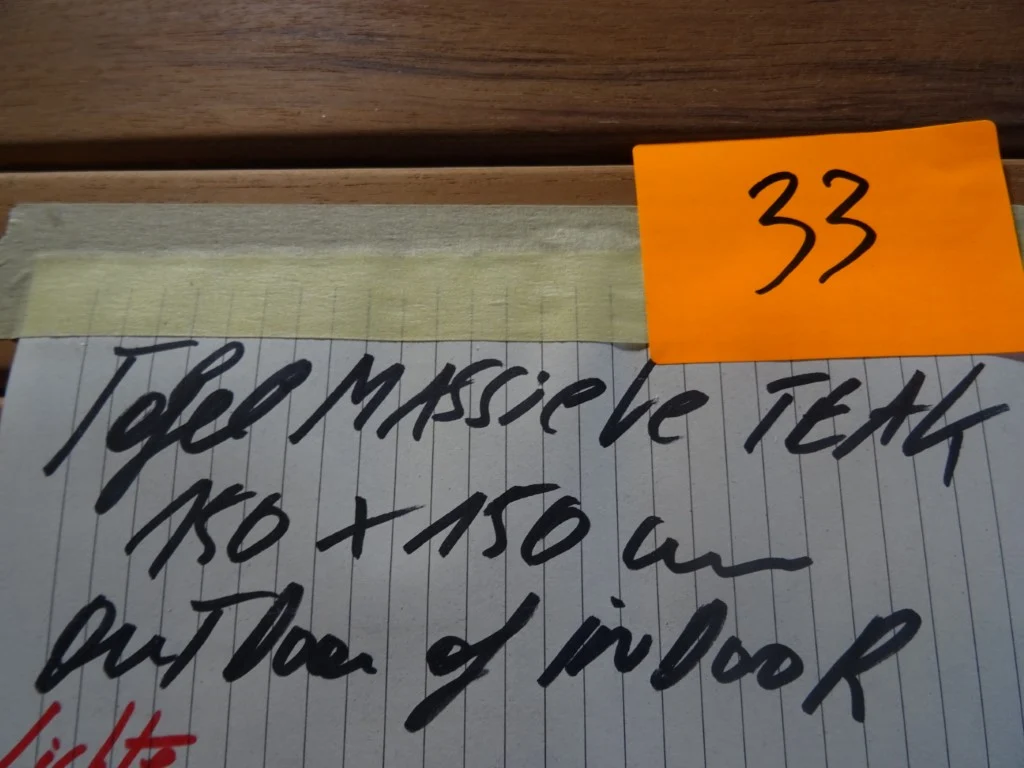 33
Tafel MASSieve TEAK
150 x 150 cm
OUTDoor of inDooR
Lichte